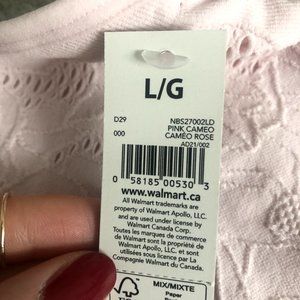 L/G
D29 NBS27002LD
PINK CAMEO
000 CAMÉO ROSE
AD21/002
0 58185 00530 3
www.walmart.ca
All Walmart trademarks are
property of Walmart Apollo, LLC.
and are used under license by
Walmart Canada Corp.
Toutes les marques de commerce
de Walmart sont la propriété
de Walmart Apollo, LLC. et sont
utilisées sous licence par La
Compagnie Walmart du Canada.
MIX/MIXTE
Paper